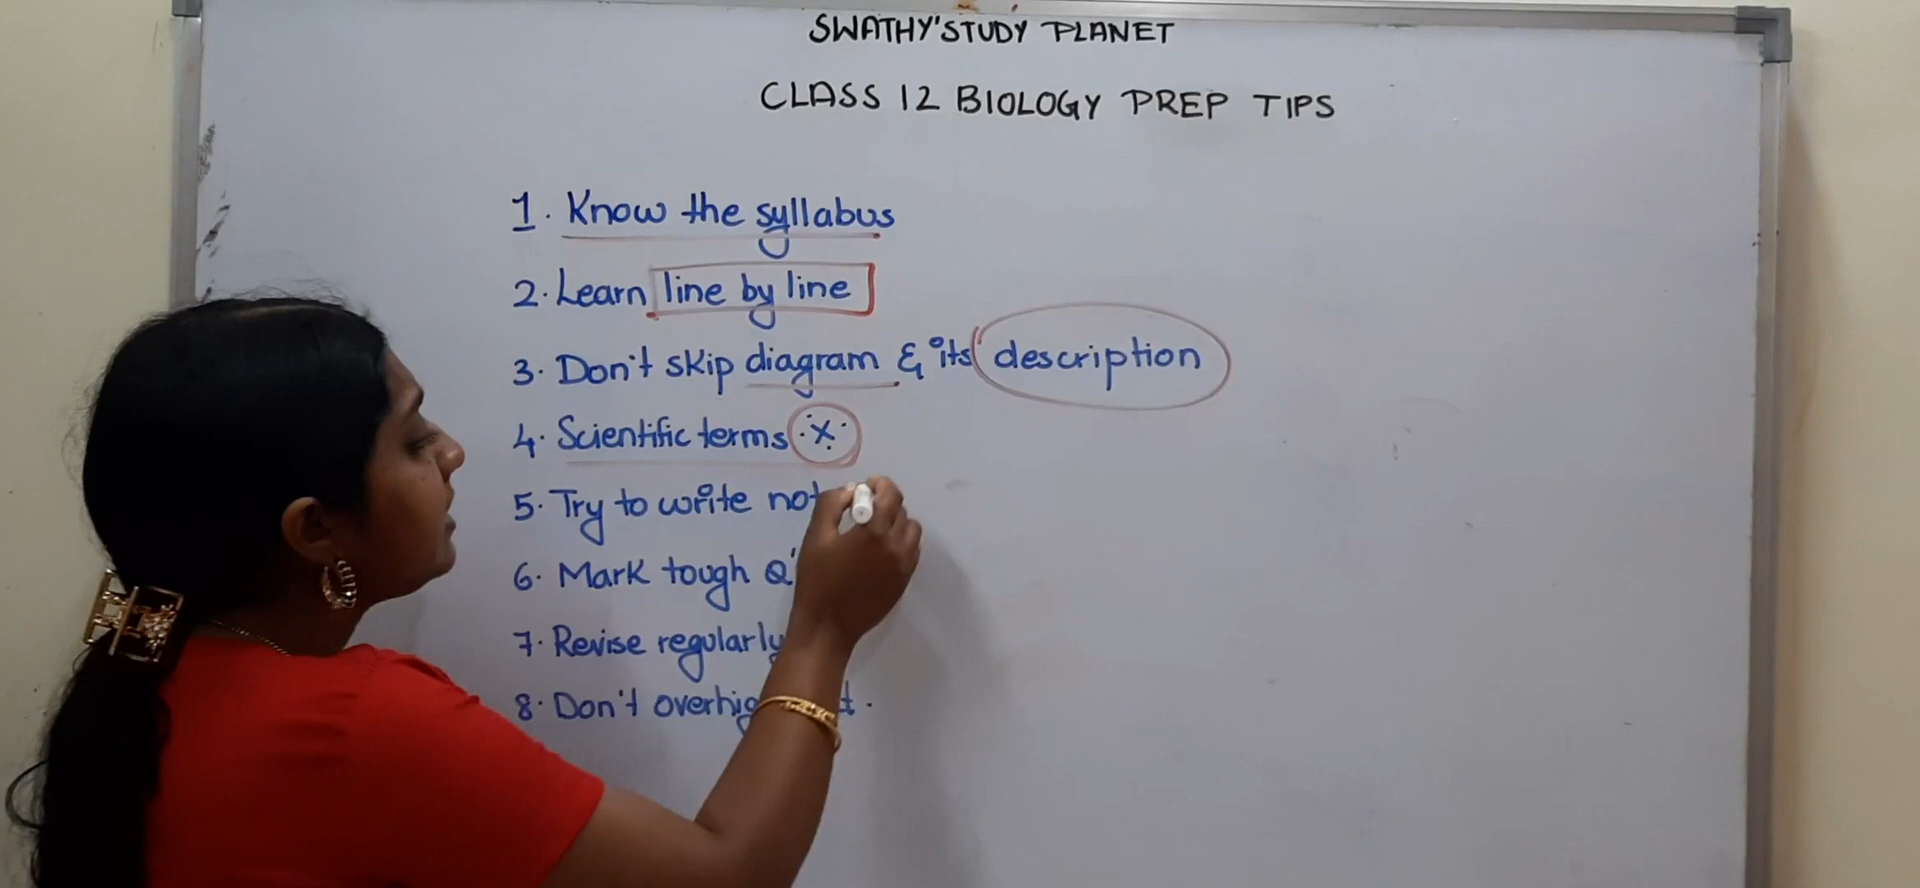 SWATHY'STUDY PLANET
CLASS 12 BIOLOGY PREP TIPS
1. Know the syllabus
2. Learn line by line
3. Don't skip diagram & its description
4. Scientific terms ※
5. Try to write
6. Mark tough
7. Revise regularly
8. Don't